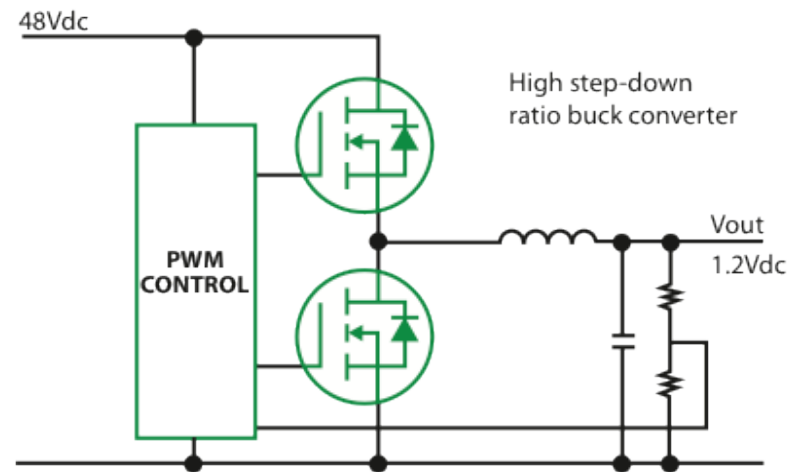 48Vdc
High step-down
ratio buck converter
PWM
CONTROL
Vout
1.2Vdc